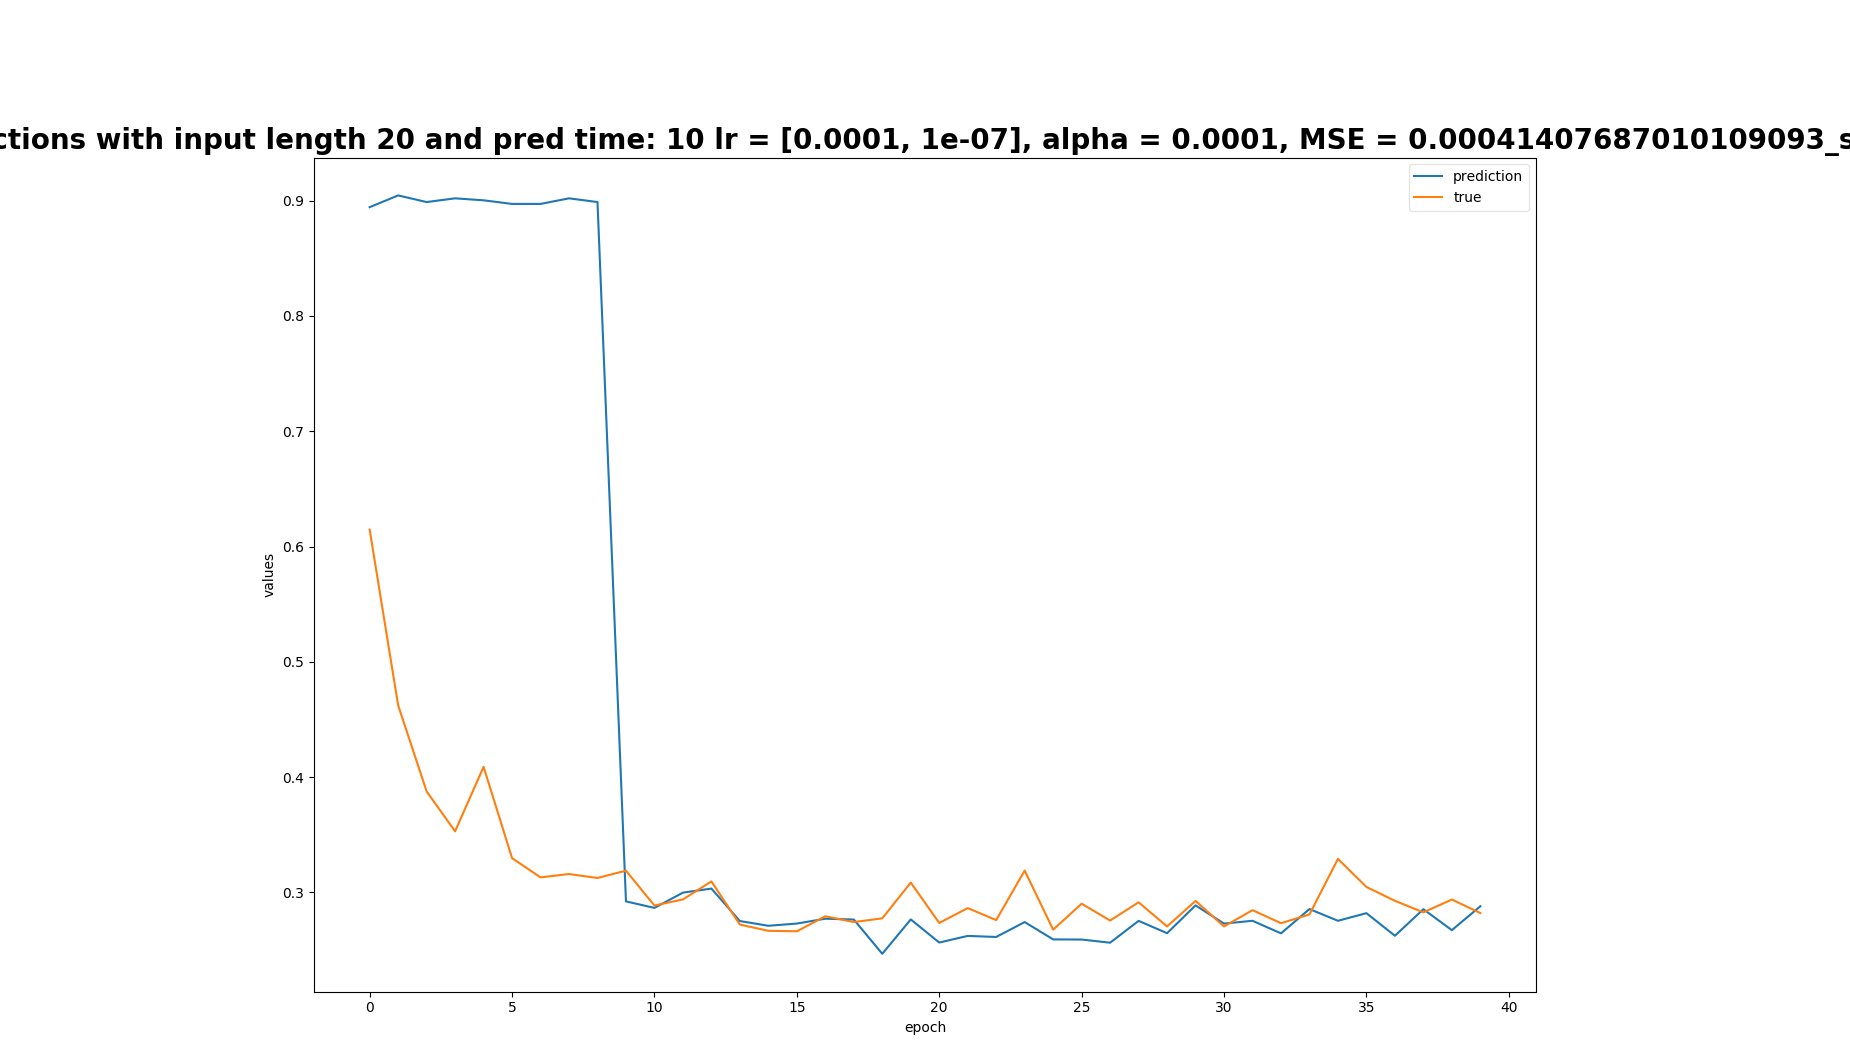 ctions with input length 20 and pred time: 10 lr = [0.0001, 1e-07], alpha = 0.0001, MSE = 0.00041407687010109093_s
prediction
true
0.9
0.8
0.7
0.6
0.5
0.4
0.3
values
0 5 10 15 20 25 30 35 40
epoch